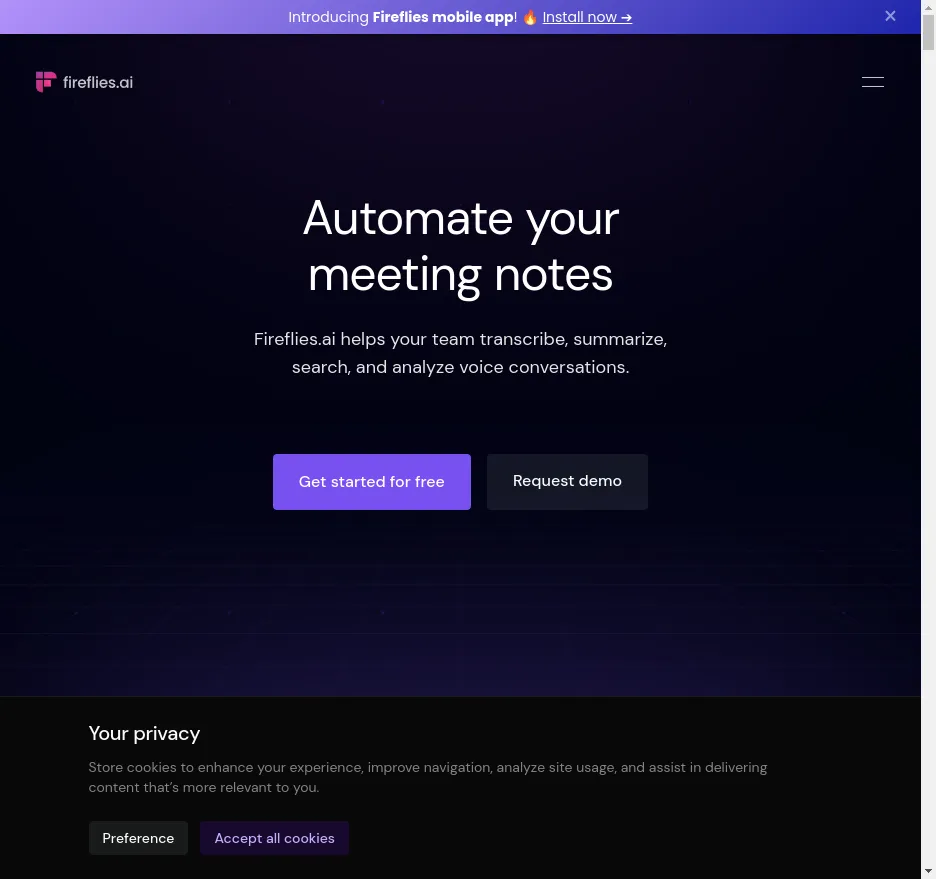 Introducing Fireflies mobile app! 🔥 Install now ➔
fireflies.ai
Automate your
meeting notes
Fireflies.ai helps your team transcribe, summarize,
search, and analyze voice conversations.
Get started for free
Request demo
Your privacy
Store cookies to enhance your experience, improve navigation, analyze site usage, and assist in delivering
content that’s more relevant to you.
Preference
Accept all cookies